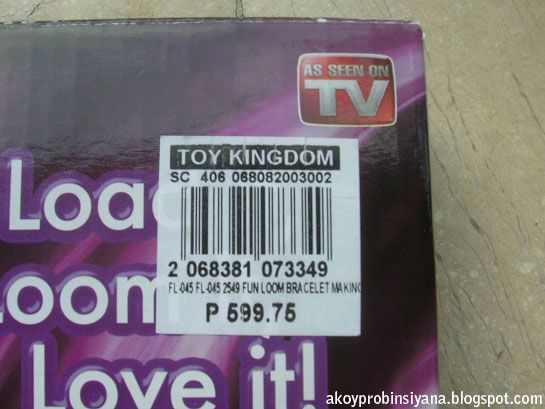 AS SEEN ON
TV
TOY KINGDOM
SC 406 068082003002
2 068381 073349
FL-045 FL-045 2549 FUN LOOM BRACELET MAKING
P 599.75
Loom
Love it!
akoyprobinsiyana.blogspot.com